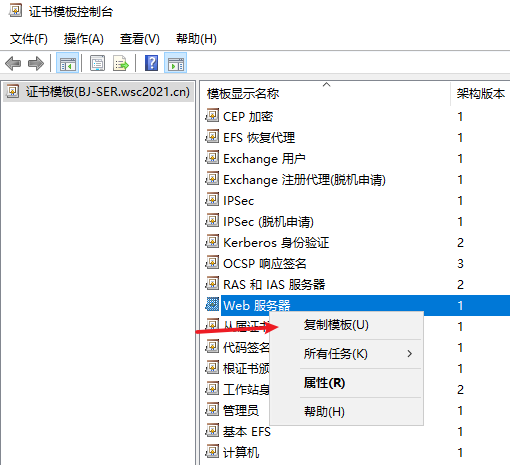 证书模板控制台
文件(F) 操作(A) 查看(V) 帮助(H)
证书模板(BJ-SER.wsc2021.cn)
模板显示名称 架构版本
CEP 加密 1
EFS 恢复代理 1
Exchange 用户 1
Exchange 注册代理(脱机申请) 1
IPSec 1
IPSec (脱机申请) 1
Kerberos 身份验证 2
OCSP 响应签名 3
RAS 和 IAS 服务器 2
Web 服务器 1
从属证书 1
代码签名 1
根证书颁 1
工作站身 2
管理员 1
基本 EFS 1
计算机 1
复制模板(U)
所有任务(K)
属性(R)
帮助(H)